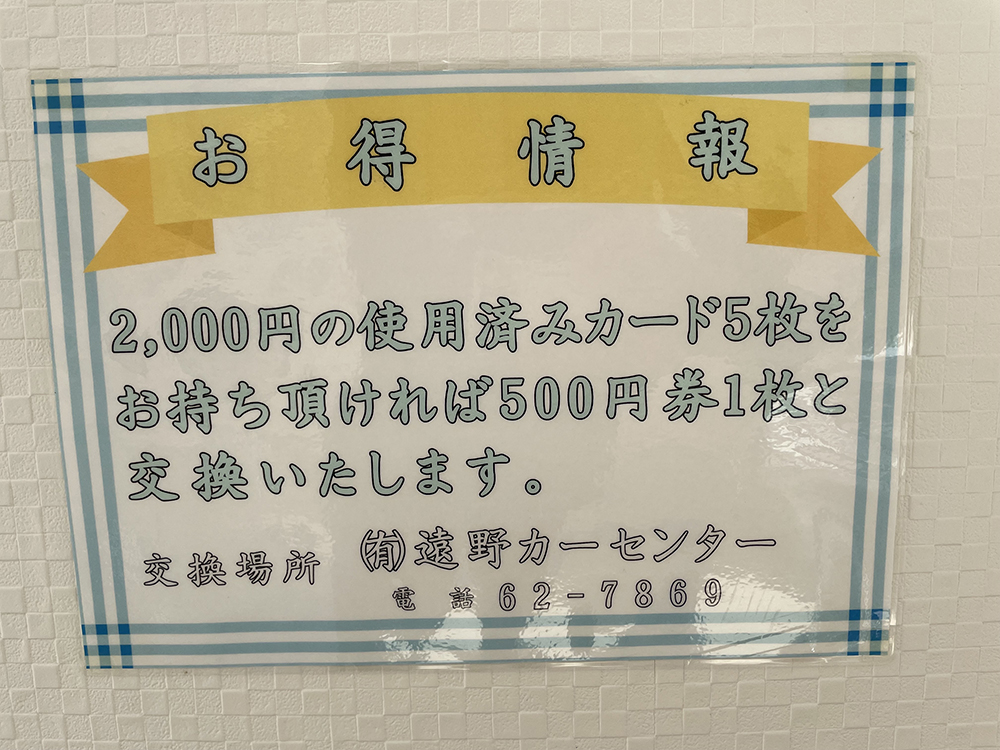 お得情報
2,000円の使用済みカード5枚を
お持ち頂ければ500円券1枚と
交換いたします。
交換場所 ㈲遠野カーセンター
電話 62-7869